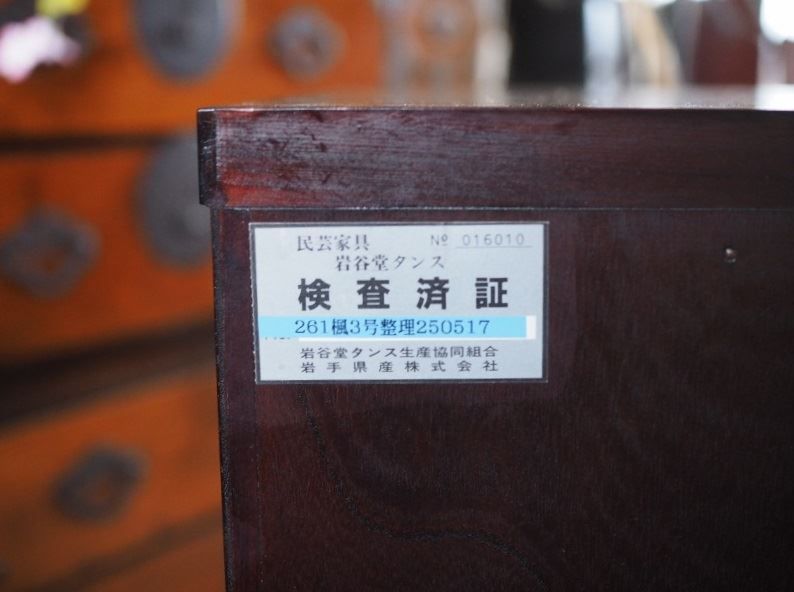 民芸家具 № 016010
岩谷堂タンス
検査済証
261楓3号整理250517
岩谷堂タンス生産協同組合
岩手県産株式会社